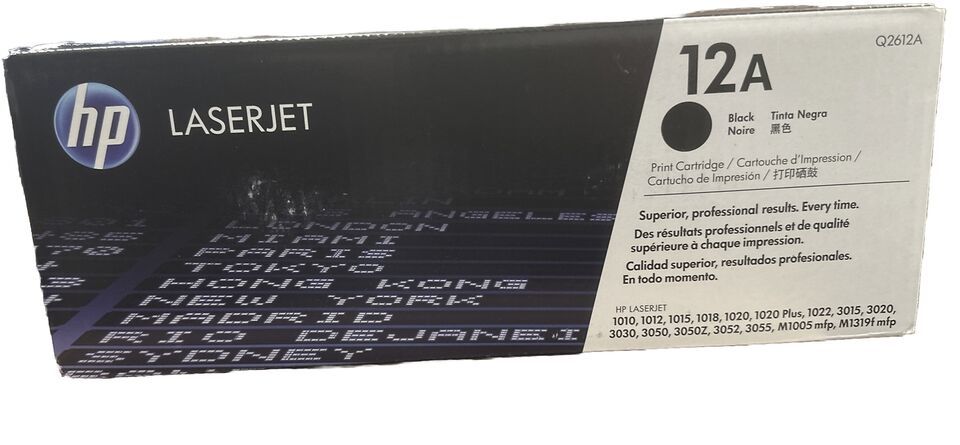 hp
LASERJET
LOS ANGELES
LONDON
MIAMI
PARIS
TOKYO
HONG KONG
NEW YORK
MADRID
RIO DEJANEI
SYDNEY
12A
Q2612A
Black Tinta Negra
Noire 黑色
Print Cartridge / Cartouche d'Impression /
Cartucho de Impresión / 打印硒鼓
Superior, professional results. Every time.
Des résultats professionnels et de qualité
supérieure à chaque impression.
Calidad superior, resultados profesionales.
En todo momento.
HP LASERJET
1010, 1012, 1015, 1018, 1020, 1020 Plus, 1022, 3015, 3020,
3030, 3050, 3050Z, 3052, 3055, M1005 mfp, M1319f mfp